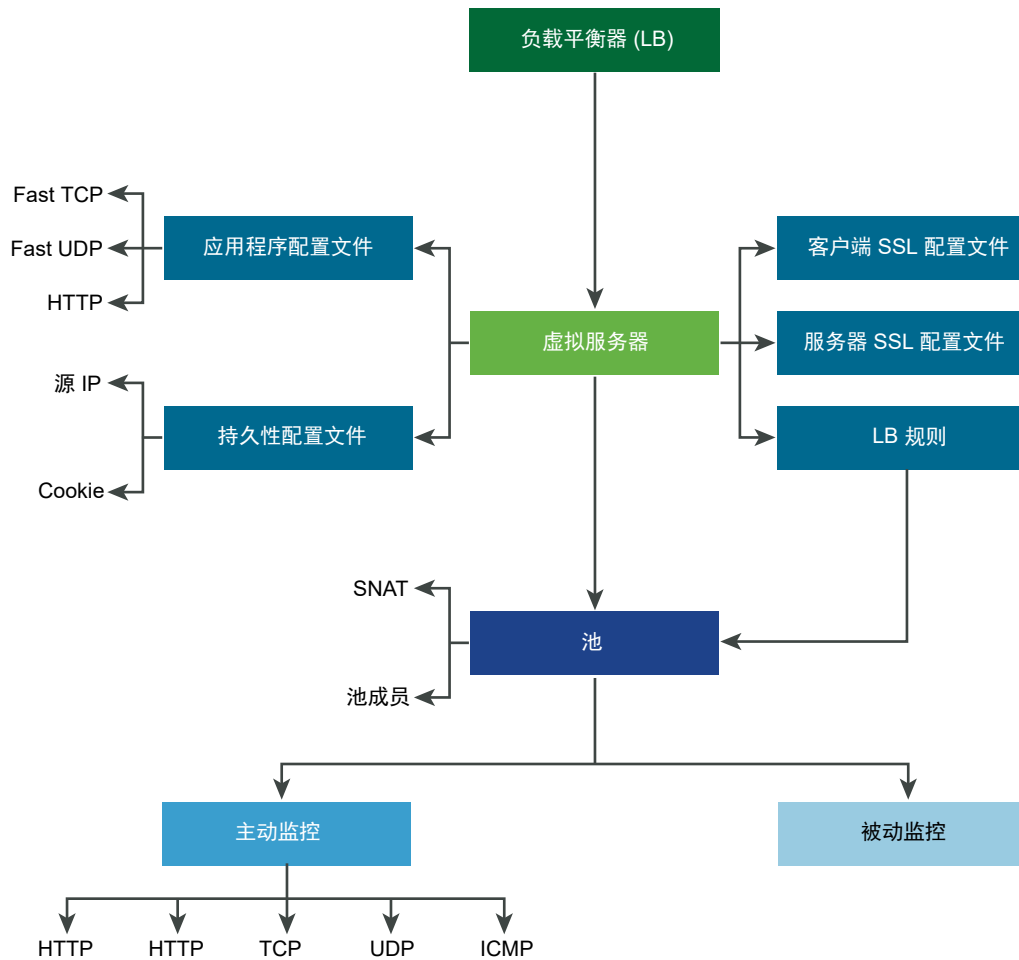 负载平衡器 (LB)
Fast TCP
Fast UDP
HTTP
应用程序配置文件
客户端 SSL 配置文件
虚拟服务器
服务器 SSL 配置文件
源 IP
Cookie
持久性配置文件
LB 规则
SNAT
池成员
池
主动监控
被动监控
HTTP
HTTP
TCP
UDP
ICMP